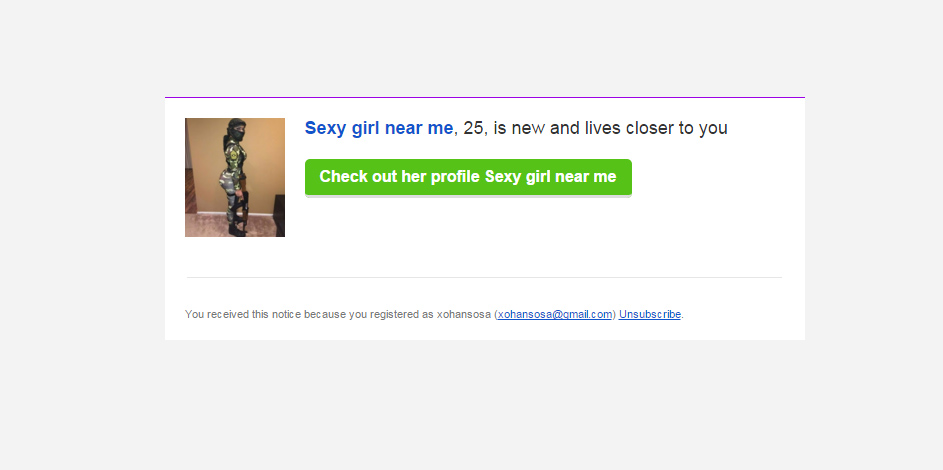 Sexy girl near me, 25, is new and lives closer to you
Check out her profile Sexy girl near me
You received this notice because you registered as xohansosa (xohansosa@gmail.com) Unsubscribe.